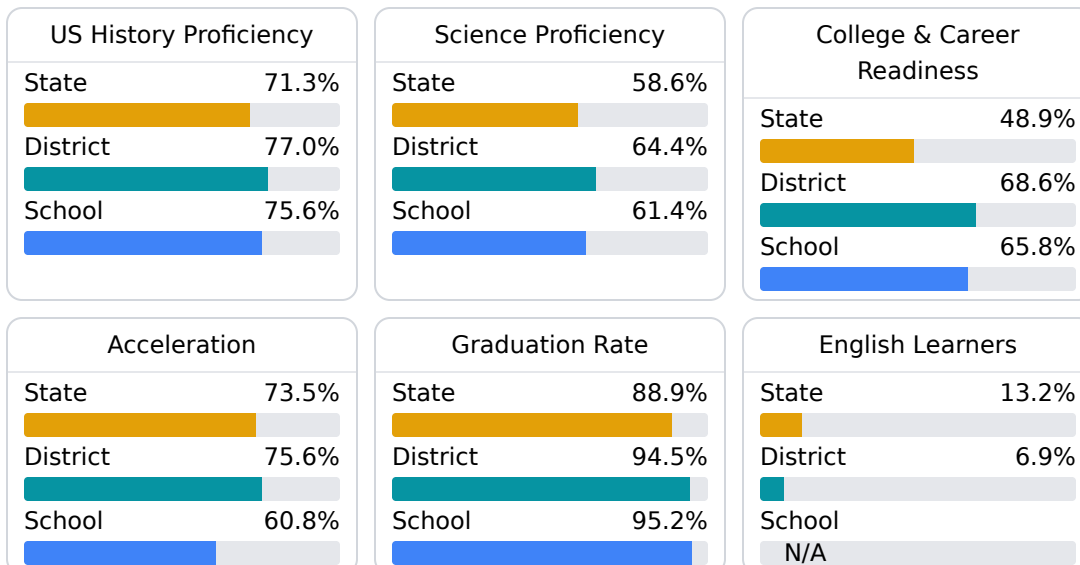 US History Proficiency
State 71.3%
District 77.0%
School 75.6%
Science Proficiency
State 58.6%
District 64.4%
School 61.4%
College & Career
Readiness
State 48.9%
District 68.6%
School 65.8%
Acceleration
State 73.5%
District 75.6%
School 60.8%
Graduation Rate
State 88.9%
District 94.5%
School 95.2%
English Learners
State 13.2%
District 6.9%
School
N/A